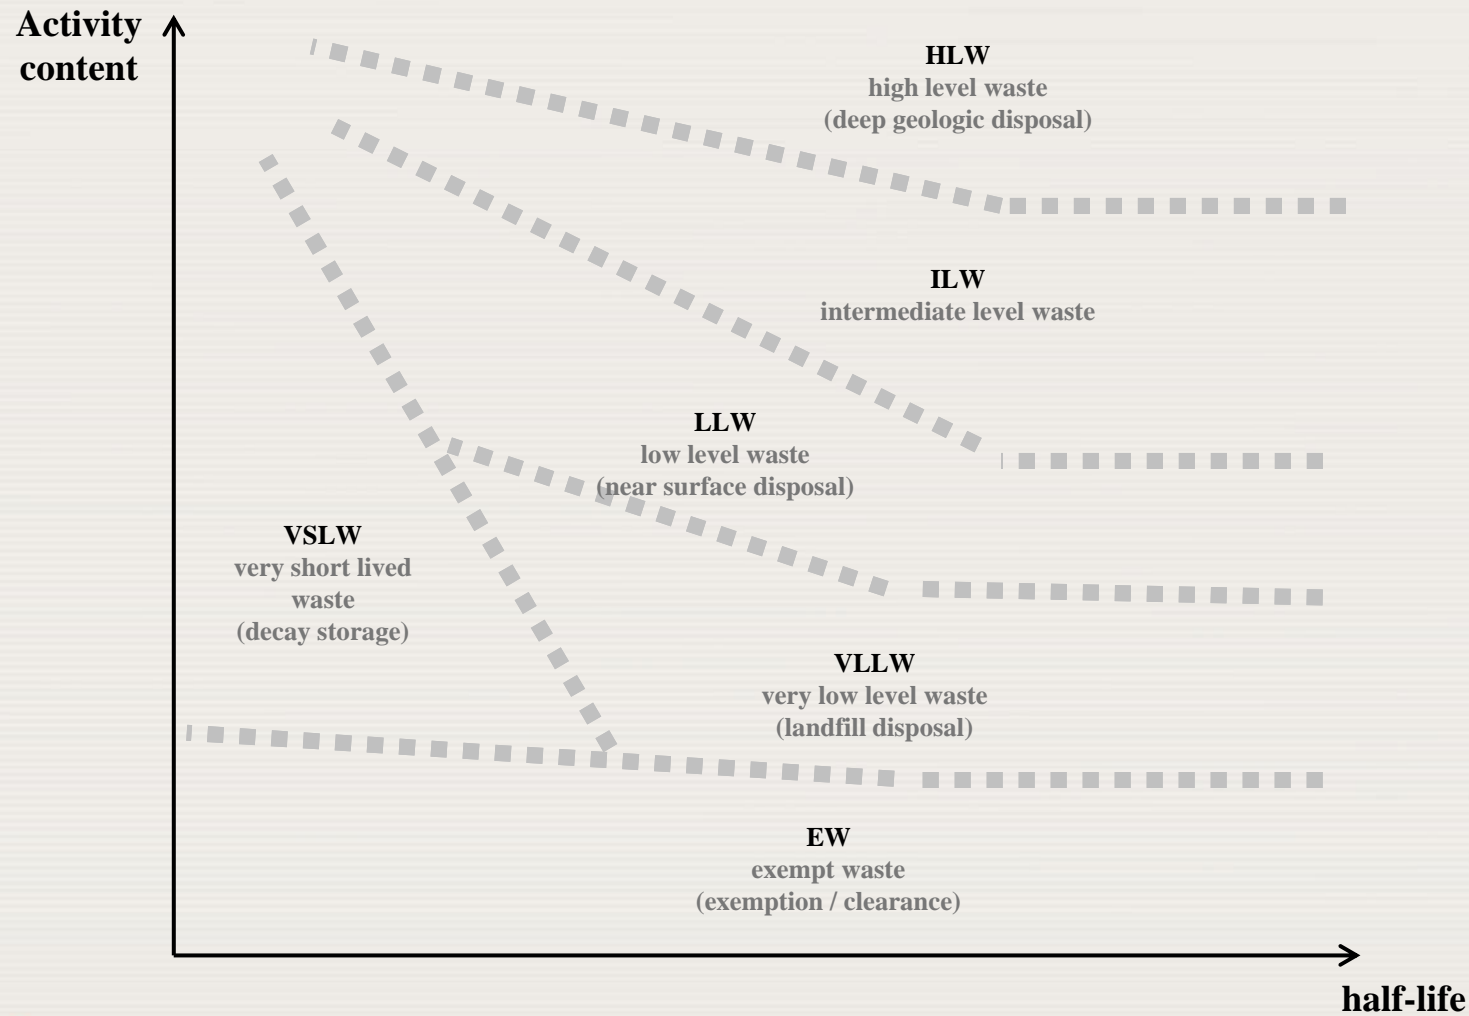 Activity
content
HLW
high level waste
(deep geologic disposal)
ILW
intermediate level waste
LLW
low level waste
(near surface disposal)
VSLW
very short lived
waste
(decay storage)
VLLW
very low level waste
(landfill disposal)
EW
exempt waste
(exemption / clearance)
half-life